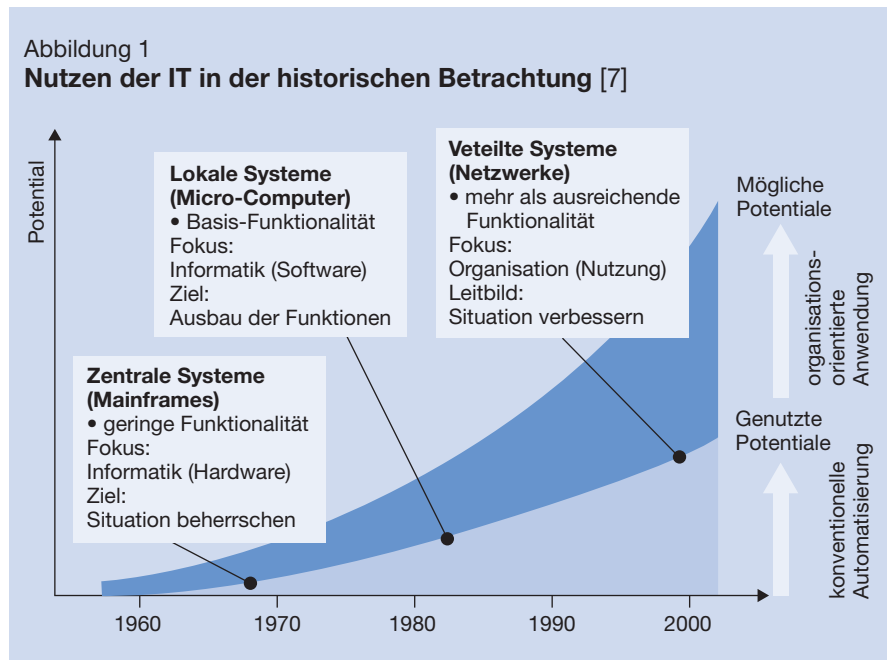 Abbildung 1
Nutzen der IT in der historischen Betrachtung [7]
Potential
Zentrale Systeme
(Mainframes)
• geringe Funktionalität
Fokus:
Informatik (Hardware)
Ziel:
Situation beherrschen
Lokale Systeme
(Micro-Computer)
• Basis-Funktionalität
Fokus:
Informatik (Software)
Ziel:
Ausbau der Funktionen
Veteilte Systeme
(Netzwerke)
• mehr als ausreichende
Funktionalität
Fokus:
Organisation (Nutzung)
Leitbild:
Situation verbessern
Mögliche
Potentiale
organisations-
orientierte
Anwendung
Genutzte
Potentiale
konventionelle
Automatisierung
1960
1970
1980
1990
2000